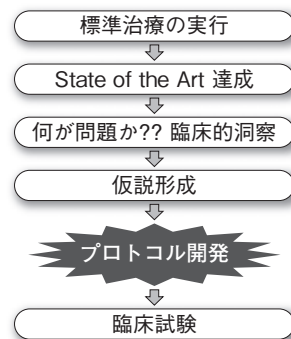 標準治療の実行
State of the Art 達成
何が問題か?? 臨床的洞察
仮説形成
プロトコル開発
臨床試験